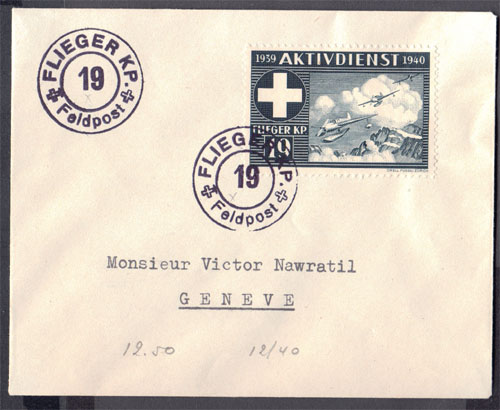 FLIEGER KP.
19
Feldpost
1939 AKTIVDIENST 1940
FLIEGER KP
19
FLIEGER KP.
19
Feldpost
Monsieur Victor Nawratil
GENEVE
12.50 12/40